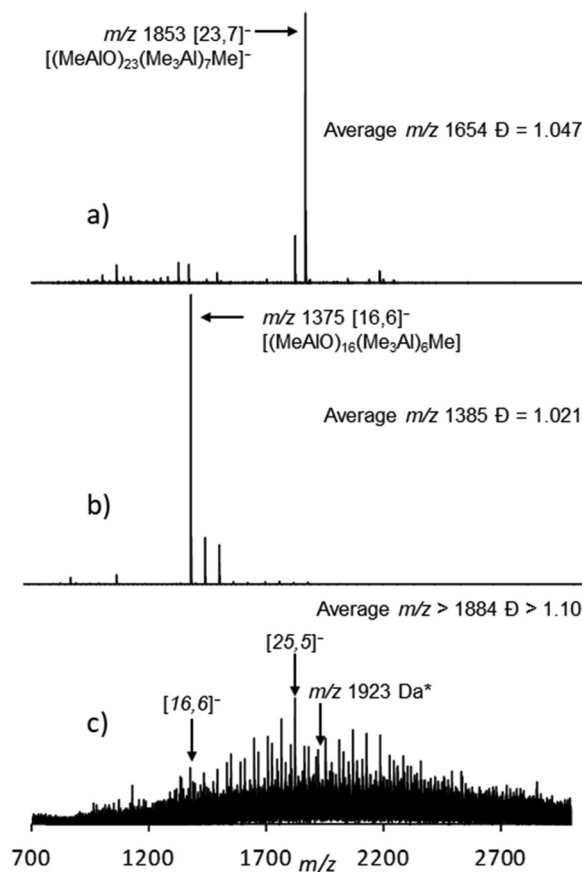 m/z 1853 [23,7]⁻
[(MeAlO)₂₃(Me₃Al)₇Me]⁻
Average m/z 1654 Đ = 1.047
a)
m/z 1375 [16,6]⁻
[(MeAlO)₁₆(Me₃Al)₆Me]
Average m/z 1385 Đ = 1.021
b)
Average m/z > 1884 Đ > 1.10
[25,5]⁻
[16,6]⁻
m/z 1923 Da*
c)
700 1200 1700 2200 2700
m/z